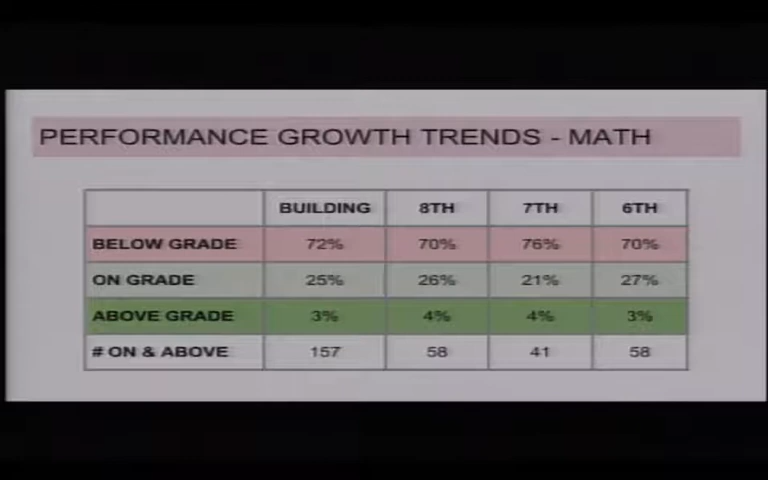 PERFORMANCE GROWTH TRENDS - MATH
BUILDING 8TH 7TH 6TH
BELOW GRADE 72% 70% 76% 70%
ON GRADE 25% 26% 21% 27%
ABOVE GRADE 3% 4% 4% 3%
# ON & ABOVE 157 58 41 58